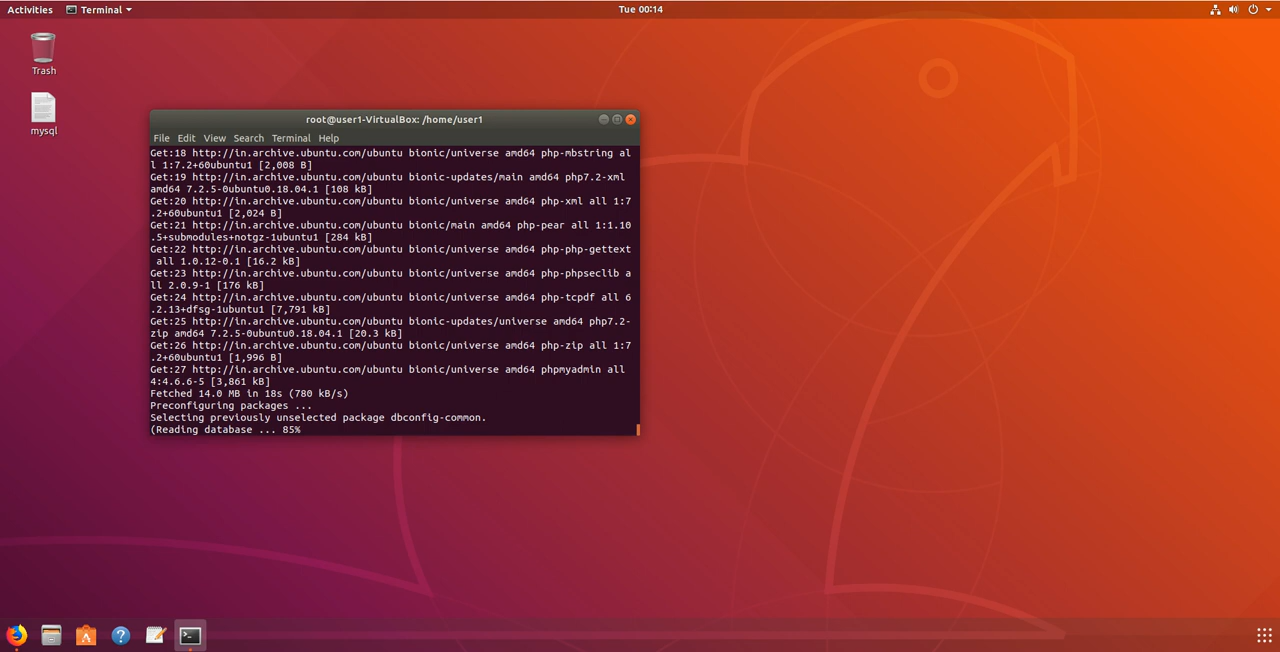 Activities
Terminal
Tue 00:14
Trash
mysql
root@user1-VirtualBox: /home/user1
File Edit View Search Terminal Help
Get:18 http://in.archive.ubuntu.com/ubuntu bionic/universe amd64 php-mbstring al
l 1:7.2+60ubuntu1 [2,008 B]
Get:19 http://in.archive.ubuntu.com/ubuntu bionic-updates/main amd64 php7.2-xml
amd64 7.2.5-0ubuntu0.18.04.1 [108 kB]
Get:20 http://in.archive.ubuntu.com/ubuntu bionic/universe amd64 php-xml all 1:7
.2+60ubuntu1 [2,024 B]
Get:21 http://in.archive.ubuntu.com/ubuntu bionic/main amd64 php-pear all 1:1.10
.5+submodules+notgz-1ubuntu1 [284 kB]
Get:22 http://in.archive.ubuntu.com/ubuntu bionic/universe amd64 php-php-gettext
 all 1.0.12-0.1 [16.2 kB]
Get:23 http://in.archive.ubuntu.com/ubuntu bionic/universe amd64 php-phpseclib a
ll 2.0.9-1 [176 kB]
Get:24 http://in.archive.ubuntu.com/ubuntu bionic/universe amd64 php-tcpdf all 6
.2.13+dfsg-1ubuntu1 [7,791 kB]
Get:25 http://in.archive.ubuntu.com/ubuntu bionic-updates/universe amd64 php7.2-
zip amd64 7.2.5-0ubuntu0.18.04.1 [20.3 kB]
Get:26 http://in.archive.ubuntu.com/ubuntu bionic/universe amd64 php-zip all 1:7
.2+60ubuntu1 [1,996 B]
Get:27 http://in.archive.ubuntu.com/ubuntu bionic/universe amd64 phpmyadmin all
4:4.6.6-5 [3,861 kB]
Fetched 14.0 MB in 18s (780 kB/s)
Preconfiguring packages ...
Selecting previously unselected package dbconfig-common.
(Reading database ... 85%